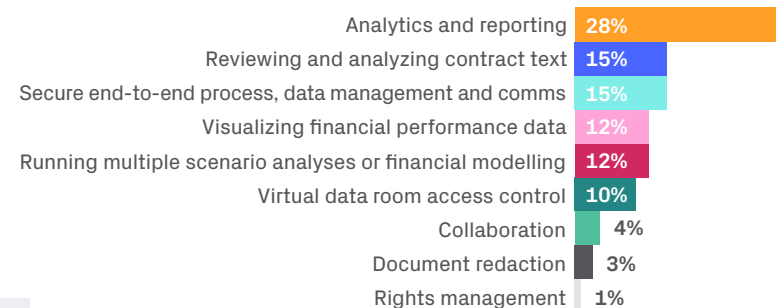 Analytics and reporting 28%
Reviewing and analyzing contract text 15%
Secure end-to-end process, data management and comms 15%
Visualizing financial performance data 12%
Running multiple scenario analyses or financial modelling 12%
Virtual data room access control 10%
Collaboration 4%
Document redaction 3%
Rights management 1%